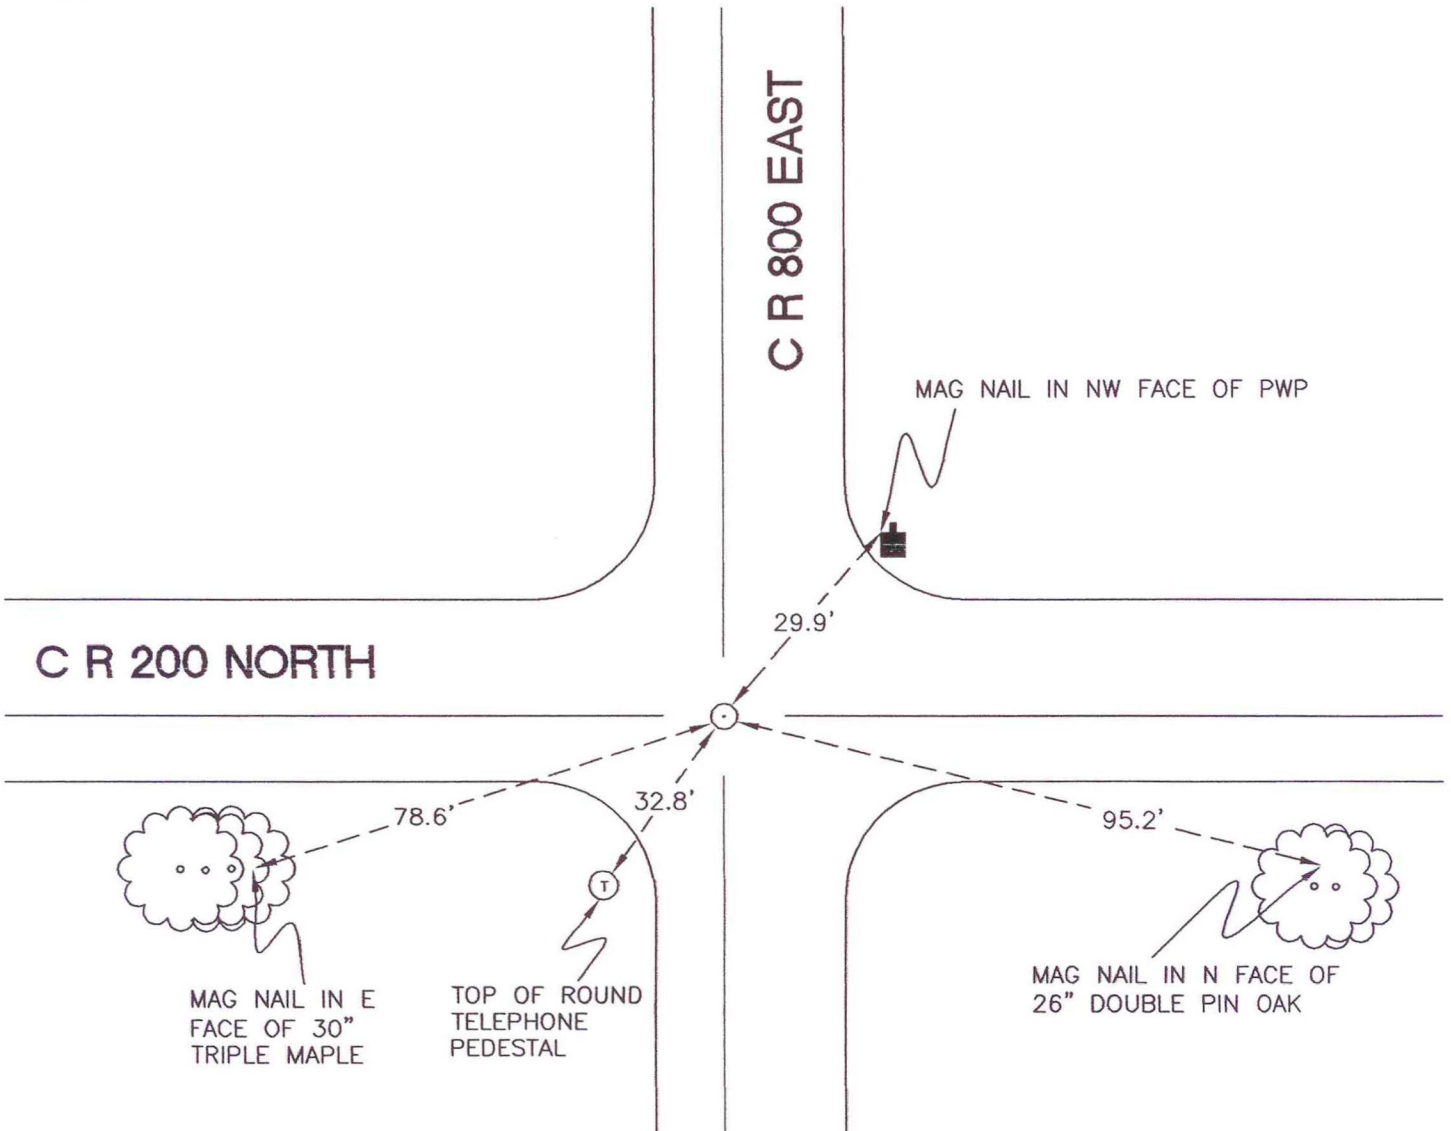 C R 800 EAST
MAG NAIL IN NW FACE OF PWP
29.9'
C R 200 NORTH
78.6'
32.8'
95.2'
T
MAG NAIL IN E
FACE OF 30"
TRIPLE MAPLE
TOP OF ROUND
TELEPHONE
PEDESTAL
MAG NAIL IN N FACE OF
26" DOUBLE PIN OAK